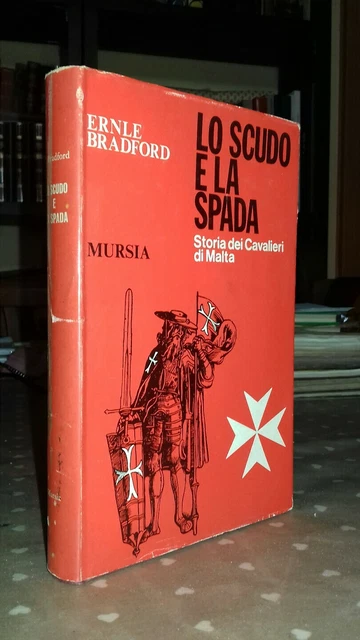 ERNLE
BRADFORD
LO SCUDO
E LA
SPADA
Storia dei Cavalieri
di Malta
MURSIA
Bradford
SCUDO
E
SPADA